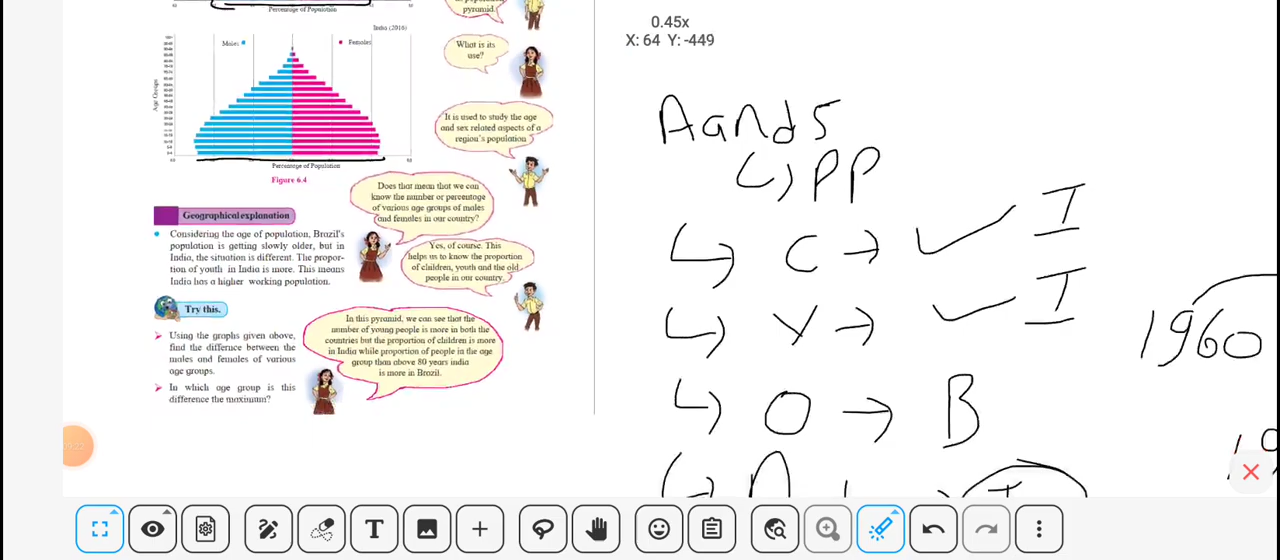 Percentage of Population
pyramid.
India (2016)
Males
Females
Age Groups
Percentage of Population
Figure 6.4
What is its
use?
It is used to study the age
and sex related aspects of a
region's population
Does that mean that we can
know the number or percentage
of various age groups of males
and females in our country?
Yes, of course. This
helps us to know the proportion
of children, youth and the old
people in our country.
Geographical explanation
Considering the age of population, Brazil's
population is getting slowly older, but in
India, the situation is different. The propor-
tion of youth in India is more. This means
India has a higher working population.
Try this.
Using the graphs given above,
find the difference between the
males and females of various
age groups.
In which age group is this
difference the maximum?
In this pyramid, we can see that the
number of young people is more in both the
countries but the proportion of children is more
in India while proportion of people in the age
group than above 80 years india
is more in Brazil.
0.45x
X: 64 Y: -449
A and S
PP
C → ✓ I
Y → ✓ I
1960
O → B
T